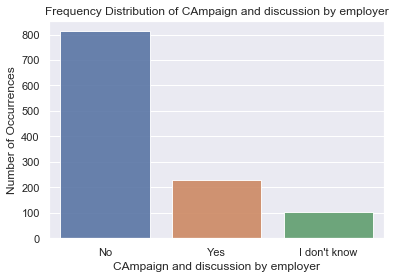 Frequency Distribution of CAmpaign and discussion by employer
Number of Occurrences
800
700
600
500
400
300
200
100
0
No Yes I don't know
CAmpaign and discussion by employer